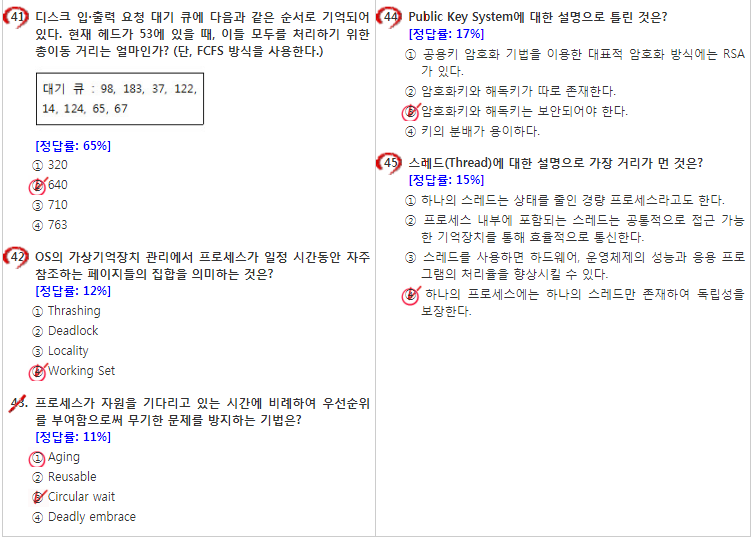 41. 디스크 입·출력 요청 대기 큐에 다음과 같은 순서로 기억되어
있다. 현재 헤드가 53에 있을 때, 이들 모두를 처리하기 위한
총이동 거리는 얼마인가? (단, FCFS 방식을 사용한다.)
대기 큐 : 98, 183, 37, 122,
14, 124, 65, 67
[정답률: 65%]
① 320
② 640
③ 710
④ 763
42. OS의 가상기억장치 관리에서 프로세스가 일정 시간동안 자주
참조하는 페이지들의 집합을 의미하는 것은?
[정답률: 12%]
① Thrashing
② Deadlock
③ Locality
④ Working Set
43. 프로세스가 자원을 기다리고 있는 시간에 비례하여 우선순위
를 부여함으로써 무기한 문제를 방지하는 기법은?
[정답률: 11%]
① Aging
② Reusable
③ Circular wait
④ Deadly embrace
44. Public Key System에 대한 설명으로 틀린 것은?
[정답률: 17%]
① 공용키 암호화 기법을 이용한 대표적 암호화 방식에는 RSA
가 있다.
② 암호화키와 해독키가 따로 존재한다.
③ 암호화키와 해독키는 보안되어야 한다.
④ 키의 분배가 용이하다.
45. 스레드(Thread)에 대한 설명으로 가장 거리가 먼 것은?
[정답률: 15%]
① 하나의 스레드는 상태를 줄인 경량 프로세스라고도 한다.
② 프로세스 내부에 포함되는 스레드는 공통적으로 접근 가능
한 기억장치를 통해 효율적으로 통신한다.
③ 스레드를 사용하면 하드웨어, 운영체제의 성능과 응용 프로
그램의 처리율을 향상시킬 수 있다.
④ 하나의 프로세스에는 하나의 스레드만 존재하여 독립성을
보장한다.